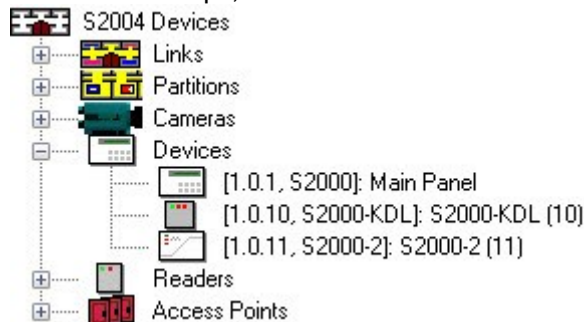 S2004 Devices
Links
Partitions
Cameras
Devices
[1.0.1, S2000]: Main Panel
[1.0.10, S2000-KDL]: S2000-KDL (10)
[1.0.11, S2000-2]: S2000-2 (11)
Readers
Access Points